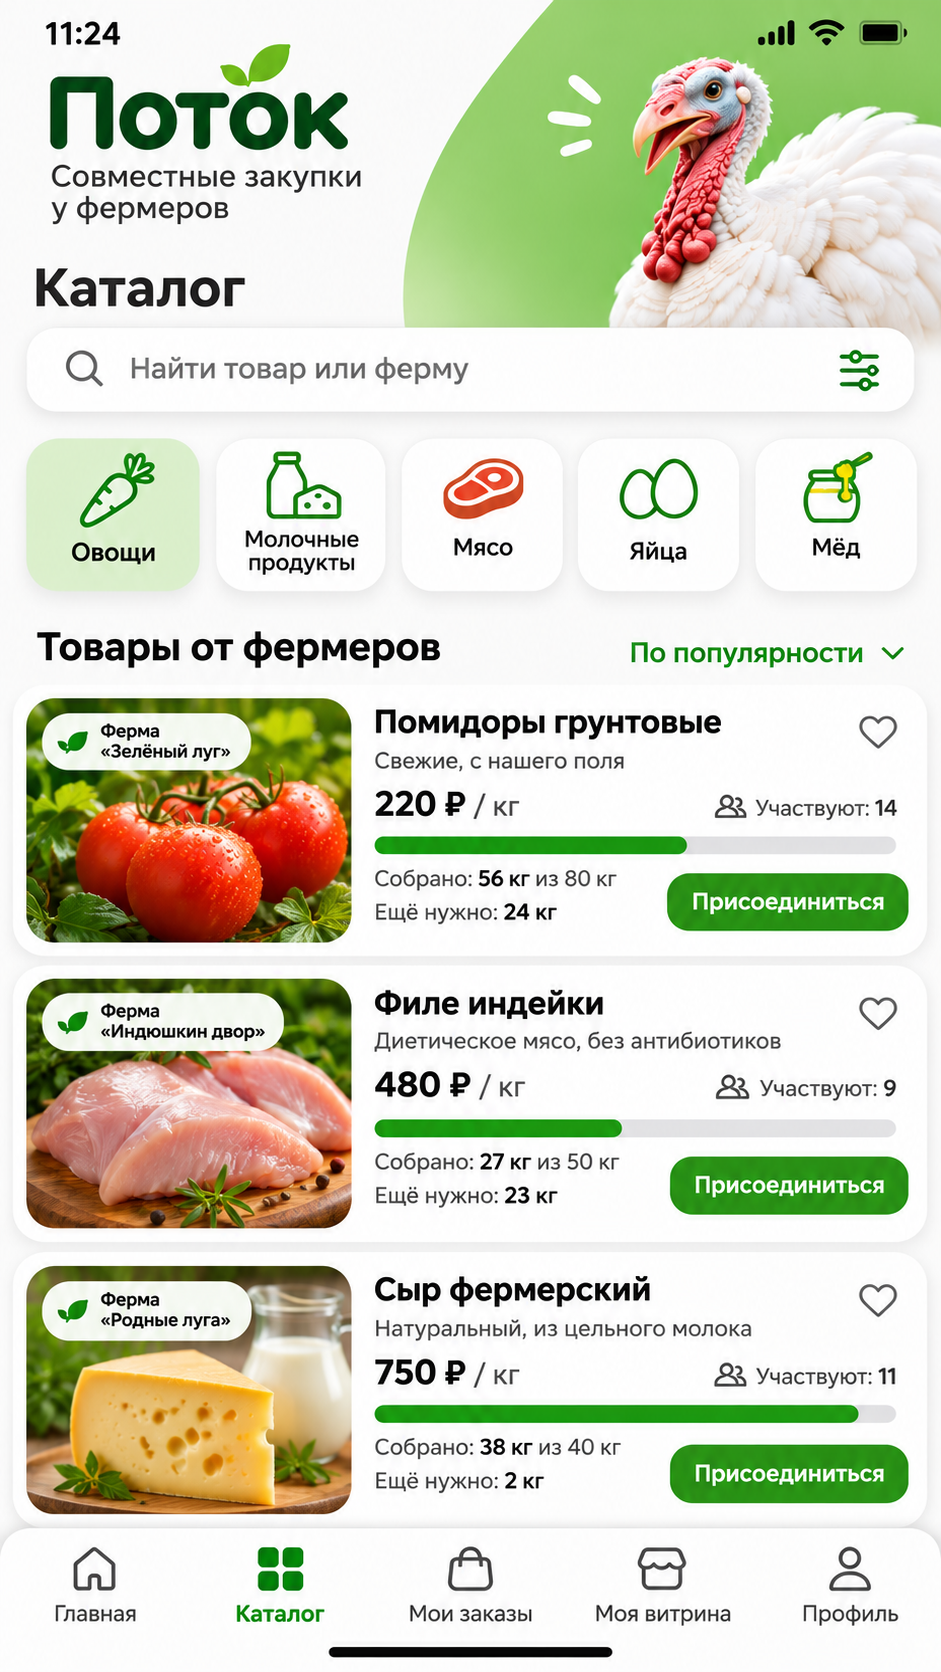 11:24
Поток
Совместные закупки
у фермеров
Каталог
Найти товар или ферму
Овощи
Молочные
продукты
Мясо
Яйца
Мёд
Товары от фермеров
По популярности
Ферма
«Зелёный луг»
Помидоры грунтовые
Свежие, с нашего поля
220 ₽ / кг
Участвуют: 14
Собрано: 56 кг из 80 кг
Ещё нужно: 24 кг
Присоединиться
Ферма
«Индюшкин двор»
Филе индейки
Диетическое мясо, без антибиотиков
480 ₽ / кг
Участвуют: 9
Собрано: 27 кг из 50 кг
Ещё нужно: 23 кг
Присоединиться
Ферма
«Родные луга»
Сыр фермерский
Натуральный, из цельного молока
750 ₽ / кг
Участвуют: 11
Собрано: 38 кг из 40 кг
Ещё нужно: 2 кг
Присоединиться
Главная
Каталог
Мои заказы
Моя витрина
Профиль